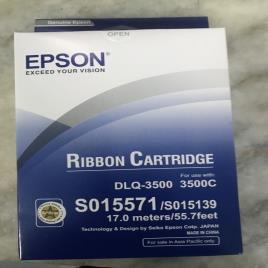 Genuine Epson
OPEN
EPSON
EXCEED YOUR VISION
RIBBON CARTRIDGE
For use with:
DLQ-3500 3500C
S015571/S015139
17.0 meters/55.7feet
Technology & Design by Seiko Epson Corp. JAPAN
MADE IN CHINA
For sale in Asia Pacific only.